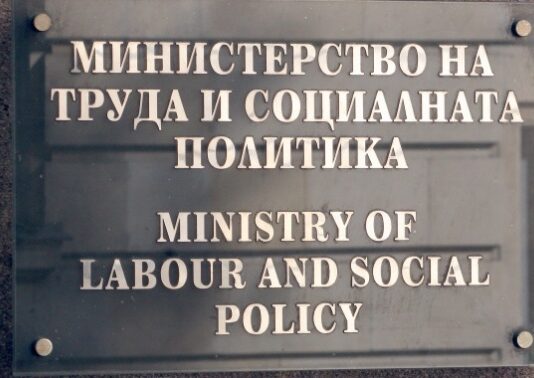 МИНИСТЕРСТВО НА
ТРУДА И СОЦИАЛНАТА
ПОЛИТИКА
MINISTRY OF
LABOUR AND SOCIAL
POLICY